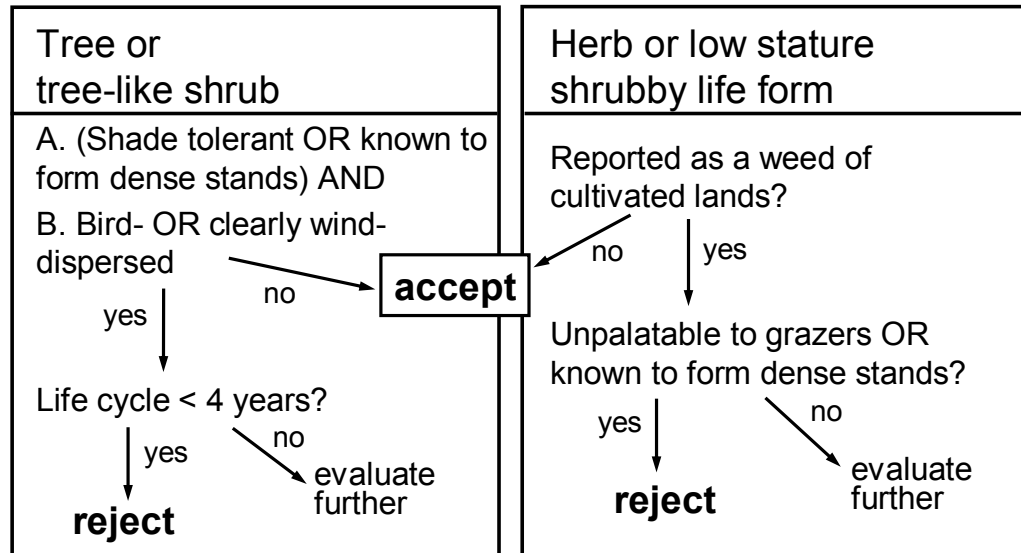 Tree or
tree-like shrub
A. (Shade tolerant OR known to
form dense stands) AND
B. Bird- OR clearly wind-
dispersed
yes
no
accept
Life cycle < 4 years?
yes
no
reject
evaluate
further
Herb or low stature
shrubby life form
Reported as a weed of
cultivated lands?
no
yes
Unpalatable to grazers OR
known to form dense stands?
yes
no
reject
evaluate
further